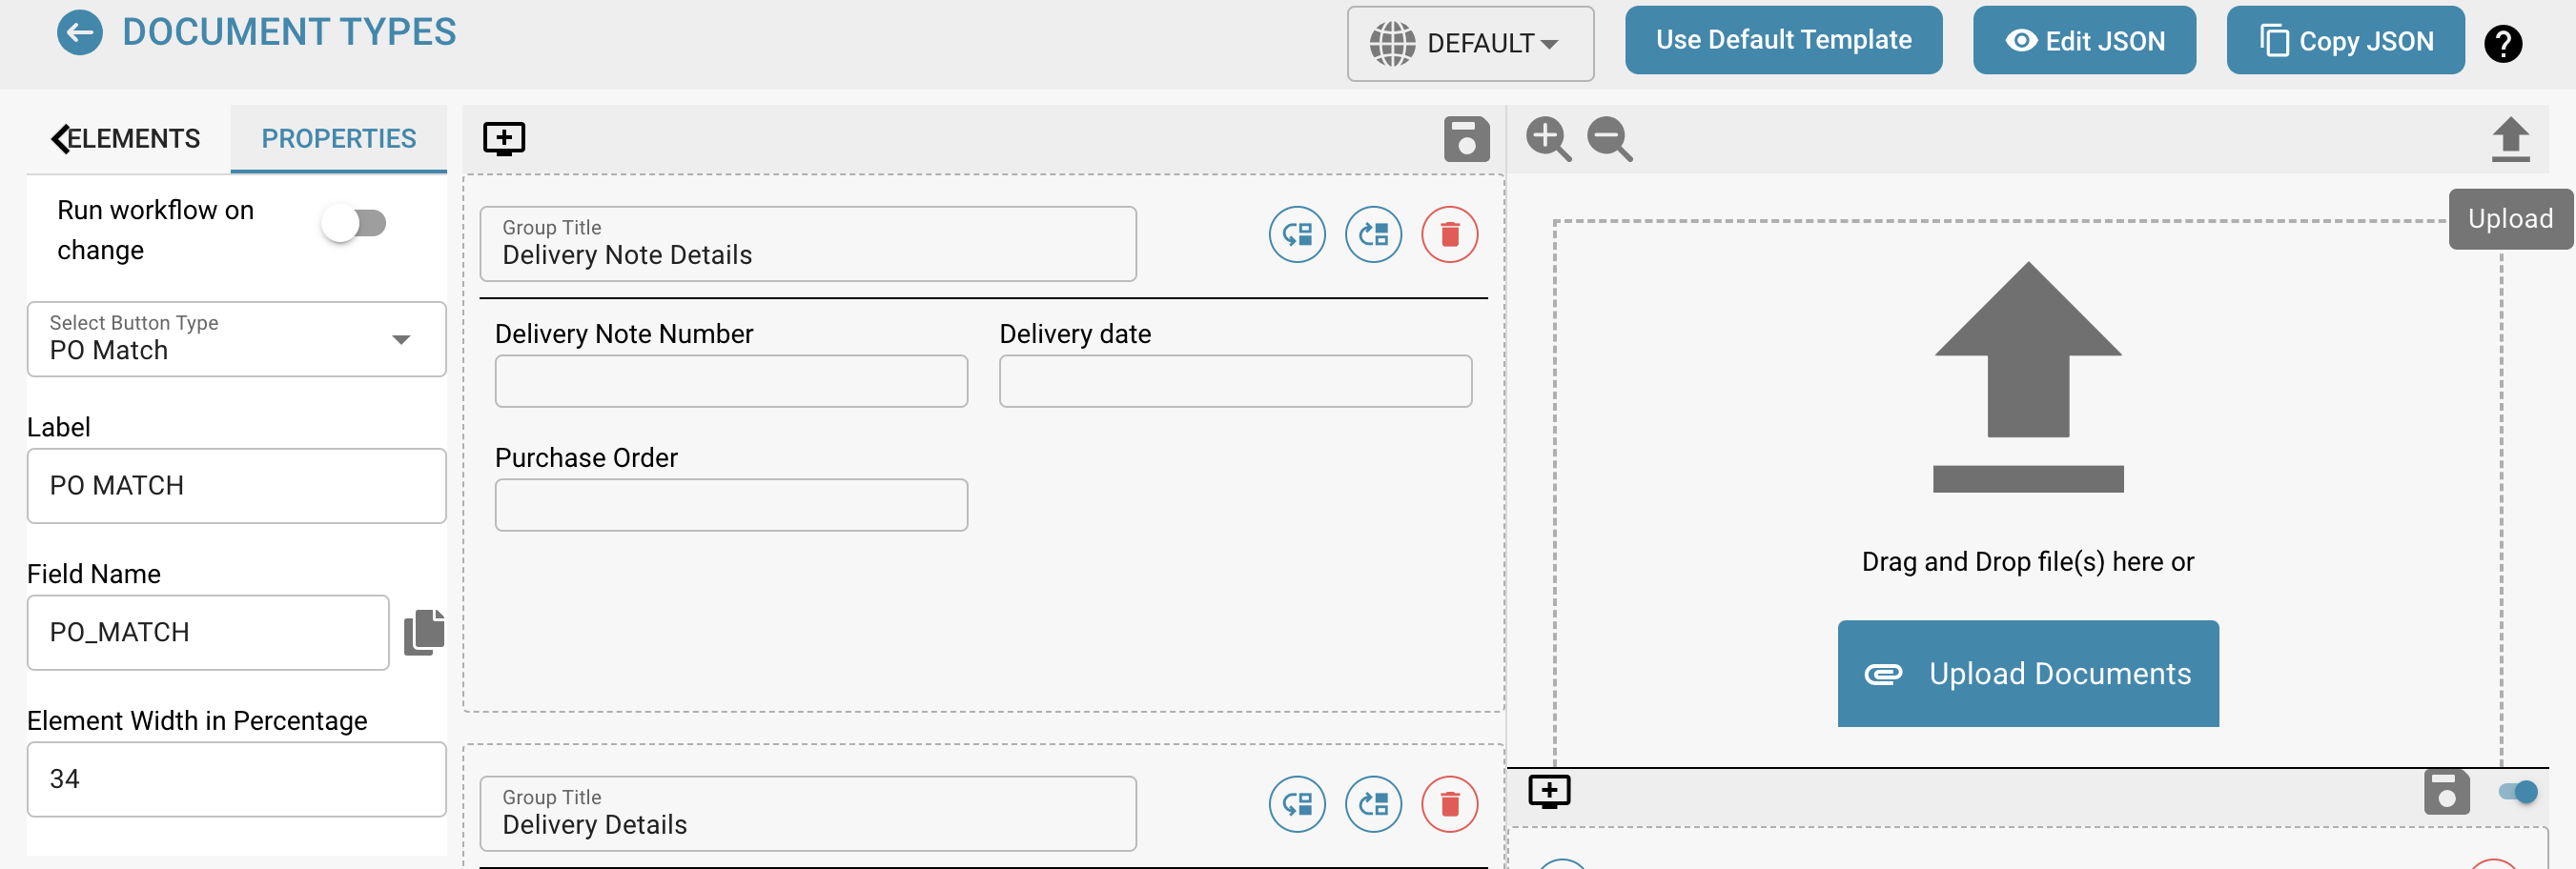 DOCUMENT TYPES
DEFAULT
Use Default Template
Edit JSON
Copy JSON
?
ELEMENTS
PROPERTIES
Run workflow on
change
Select Button Type
PO Match
Label
PO MATCH
Field Name
PO_MATCH
Element Width in Percentage
34
Group Title
Delivery Note Details
Delivery Note Number
Delivery date
Purchase Order
Group Title
Delivery Details
Upload
Drag and Drop file(s) here or
Upload Documents